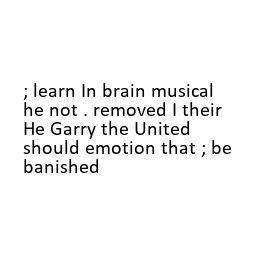 ; learn In brain musical
he not . removed I their
He Garry the United
should emotion that ; be
banished